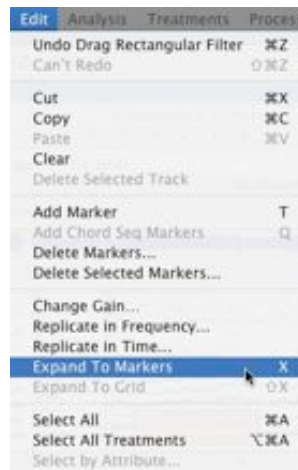 Edit Analysis Treatments Proces
Undo Drag Rectangular Filter ⌘Z
Can't Redo ⇧⌘Z
Cut ⌘X
Copy ⌘C
Paste ⌘V
Clear
Delete Selected Track
Add Marker T
Add Chord Seq Markers Q
Delete Markers...
Delete Selected Markers...
Change Gain...
Replicate in Frequency...
Replicate in Time...
Expand To Markers X
Expand To Grid ⇧X
Select All ⌘A
Select All Treatments ⌥⌘A
Select by Attribute...